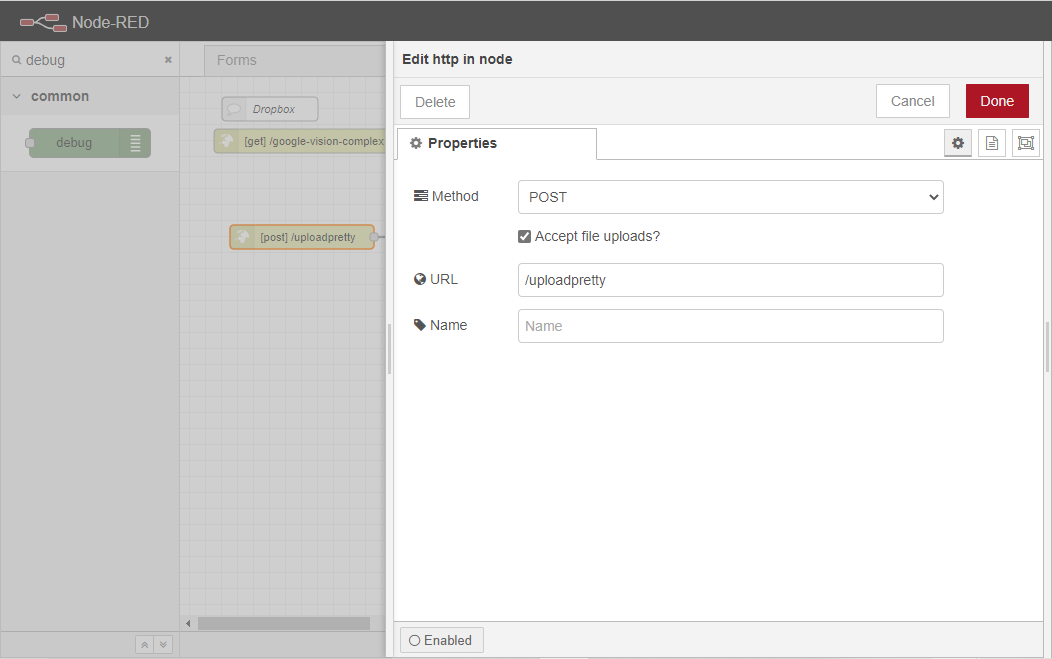 Node-RED
debug
common
debug
Forms
Dropbox
[get] /google-vision-complex
[post] /uploadpretty
Edit http in node
Delete
Cancel
Done
Properties
Method
POST
Accept file uploads?
URL
/uploadpretty
Name
Name
Enabled